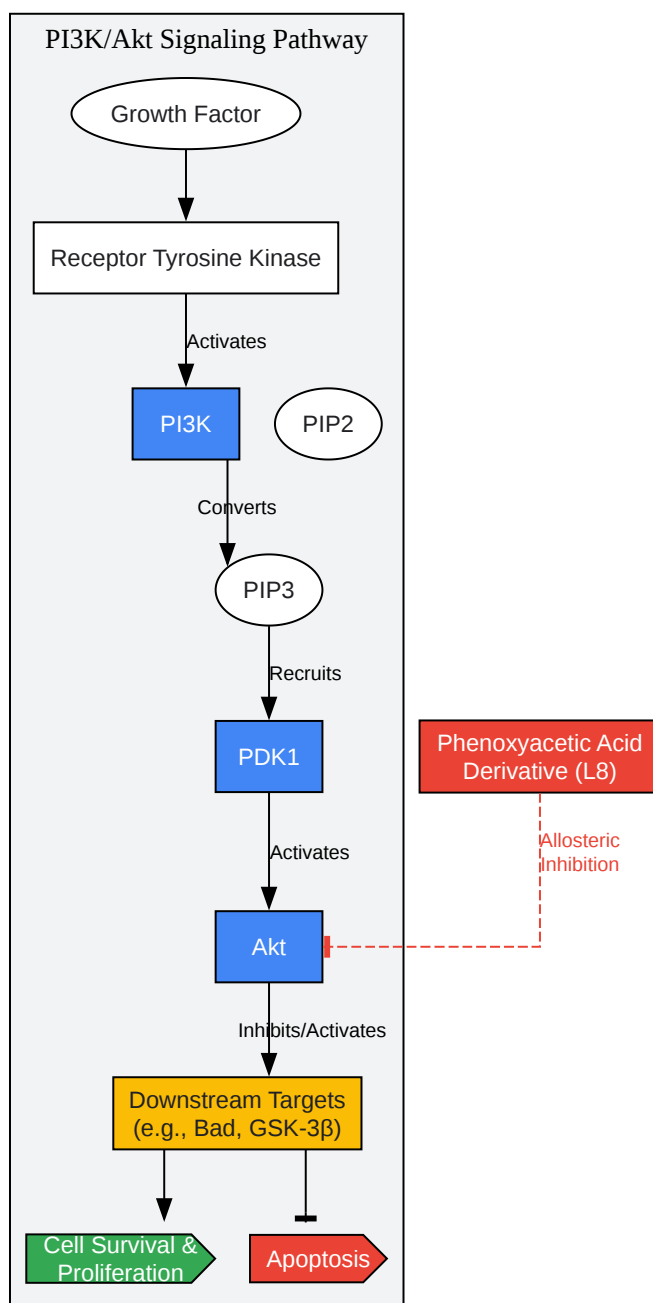 PI3K/Akt Signaling Pathway
Growth Factor
Receptor Tyrosine Kinase
Activates
PI3K
PIP2
Converts
PIP3
Recruits
PDK1
Phenoxyacetic Acid
Derivative (L8)
Activates
Allosteric
Inhibition
Akt
Inhibits/Activates
Downstream Targets
(e.g., Bad, GSK-3β)
Cell Survival &
Proliferation
Apoptosis